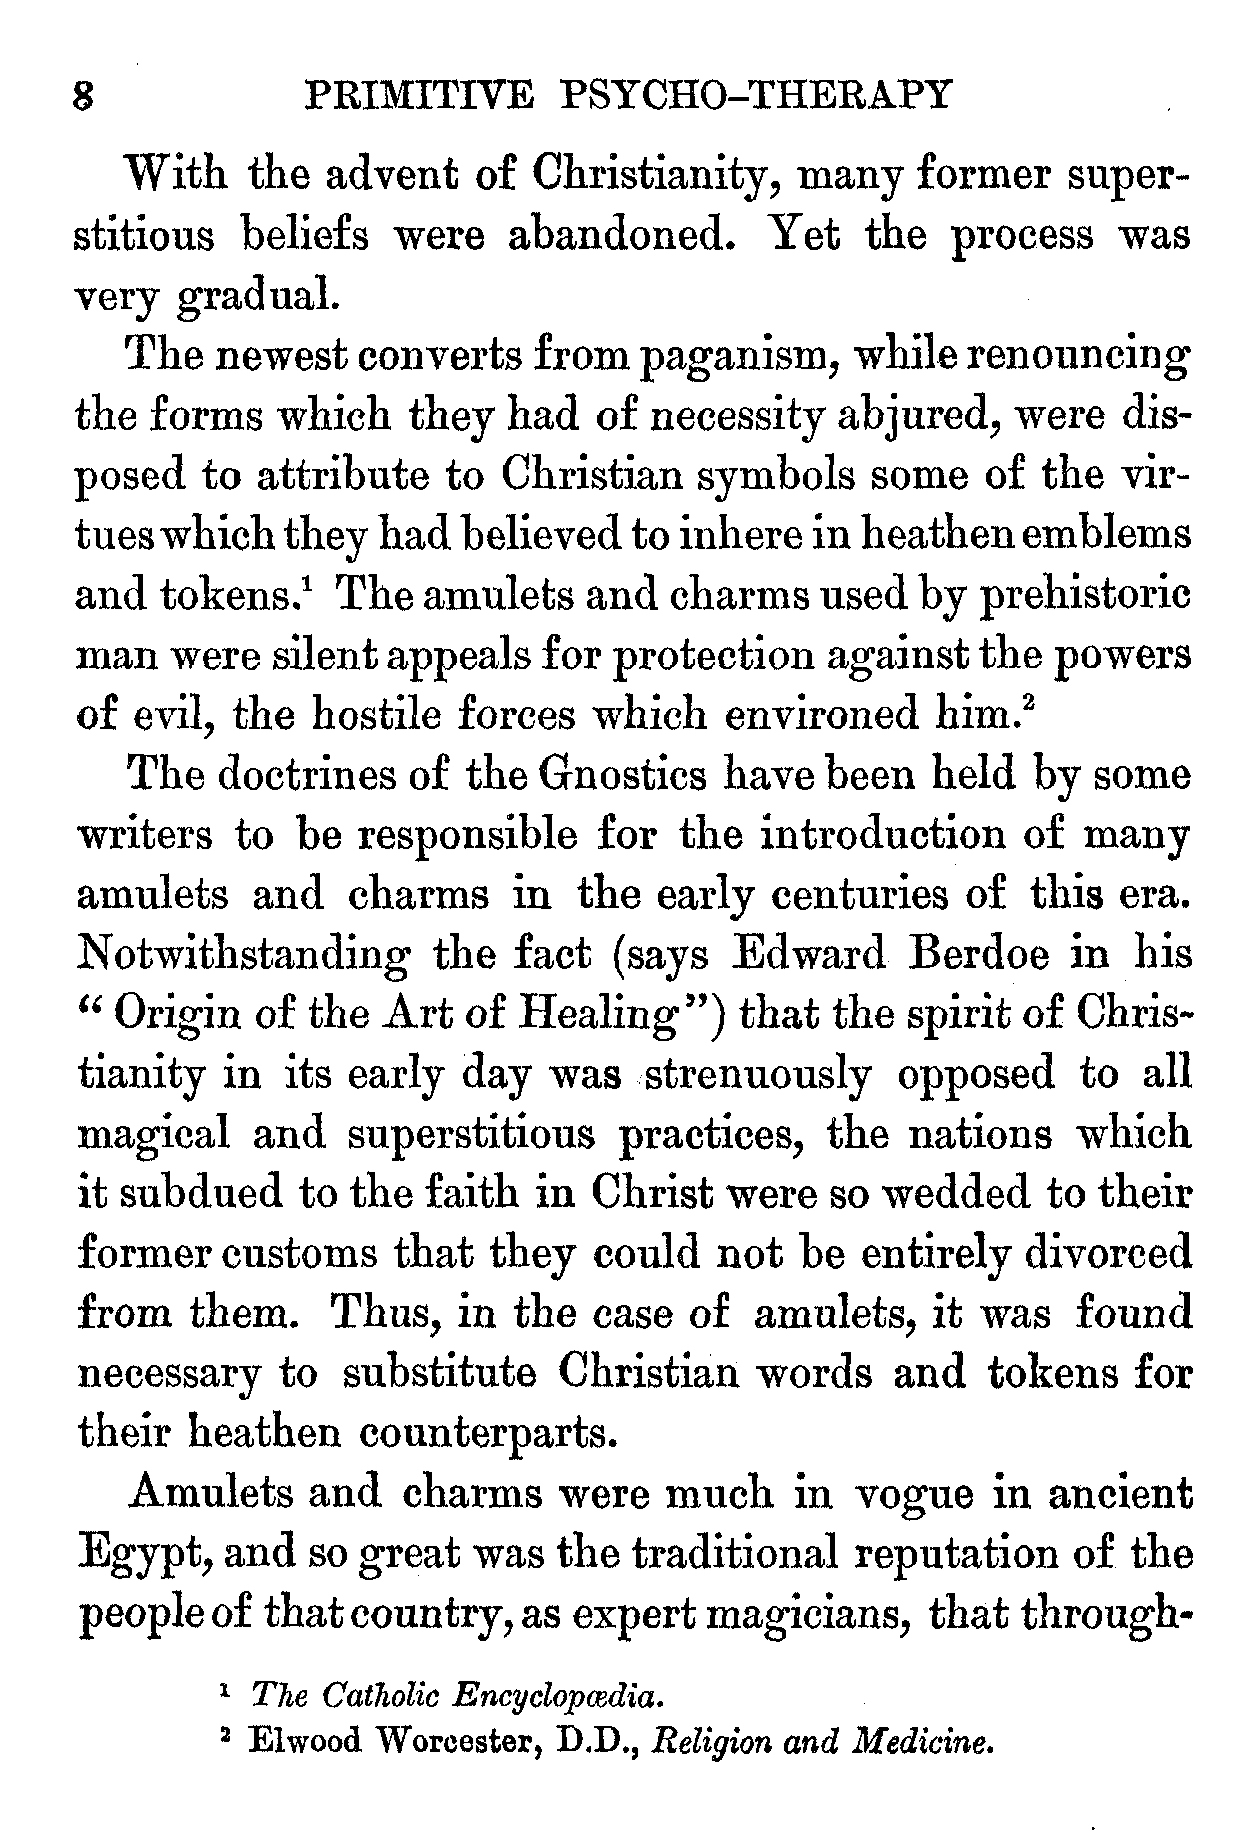 8 PRIMITIVE PSYCHO-THERAPY
With the advent of Christianity, many former super-
stitious beliefs were abandoned. Yet the process was
very gradual.
The newest converts from paganism, while renouncing
the forms which they had of necessity abjured, were dis-
posed to attribute to Christian symbols some of the vir-
tues which they had believed to inhere in heathen emblems
and tokens.¹ The amulets and charms used by prehistoric
man were silent appeals for protection against the powers
of evil, the hostile forces which environed him.²
The doctrines of the Gnostics have been held by some
writers to be responsible for the introduction of many
amulets and charms in the early centuries of this era.
Notwithstanding the fact (says Edward Berdoe in his
“ Origin of the Art of Healing”) that the spirit of Chris-
tianity in its early day was strenuously opposed to all
magical and superstitious practices, the nations which
it subdued to the faith in Christ were so wedded to their
former customs that they could not be entirely divorced
from them. Thus, in the case of amulets, it was found
necessary to substitute Christian words and tokens for
their heathen counterparts.
Amulets and charms were much in vogue in ancient
Egypt, and so great was the traditional reputation of the
people of that country, as expert magicians, that through-
¹ The Catholic Encyclopædia.
² Elwood Worcester, D.D., Religion and Medicine.